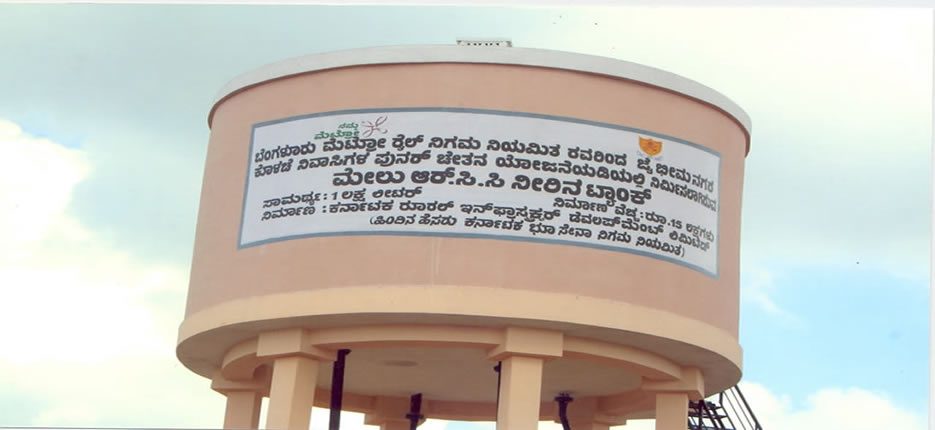 ನಮ್ಮ
ಮೆಟ್ರೋ
ಬೆಂಗಳೂರು ಮೆಟ್ರೋ ರೈಲ್ ನಿಗಮ ನಿಯಮಿತ ರವರಿಂದ ಜೈ ಭೀಮನಗರ
ಕೊಳಚೆ ನಿವಾಸಿಗಳ ಪುನರ್ ಚೇತನ ಯೋಜನೆಯಡಿಯಲ್ಲಿ ನಿರ್ಮಿಸಲಾಗಿರುವ
ಮೇಲು ಆರ್.ಸಿ.ಸಿ ನೀರಿನ ಟ್ಯಾಂಕ್
ಸಾಮರ್ಥ್ಯ : 1 ಲಕ್ಷ ಲೀಟರ್ ನಿರ್ಮಾಣ ವೆಚ್ಚ : ರೂ. 15 ಲಕ್ಷಗಳು
ನಿರ್ಮಾಣ : ಕರ್ನಾಟಕ ರೂರಲ್ ಇನ್‌ಫ್ರಾಸ್ಟ್ರಕ್ಚರ್ ಡೆವಲಪ್‌ಮೆಂಟ್ ಲಿಮಿಟೆಡ್
(ಹಿಂದಿನ ಹೆಸರು ಕರ್ನಾಟಕ ಭೂ ಸೇನಾ ನಿಗಮ ನಿಯಮಿತ)